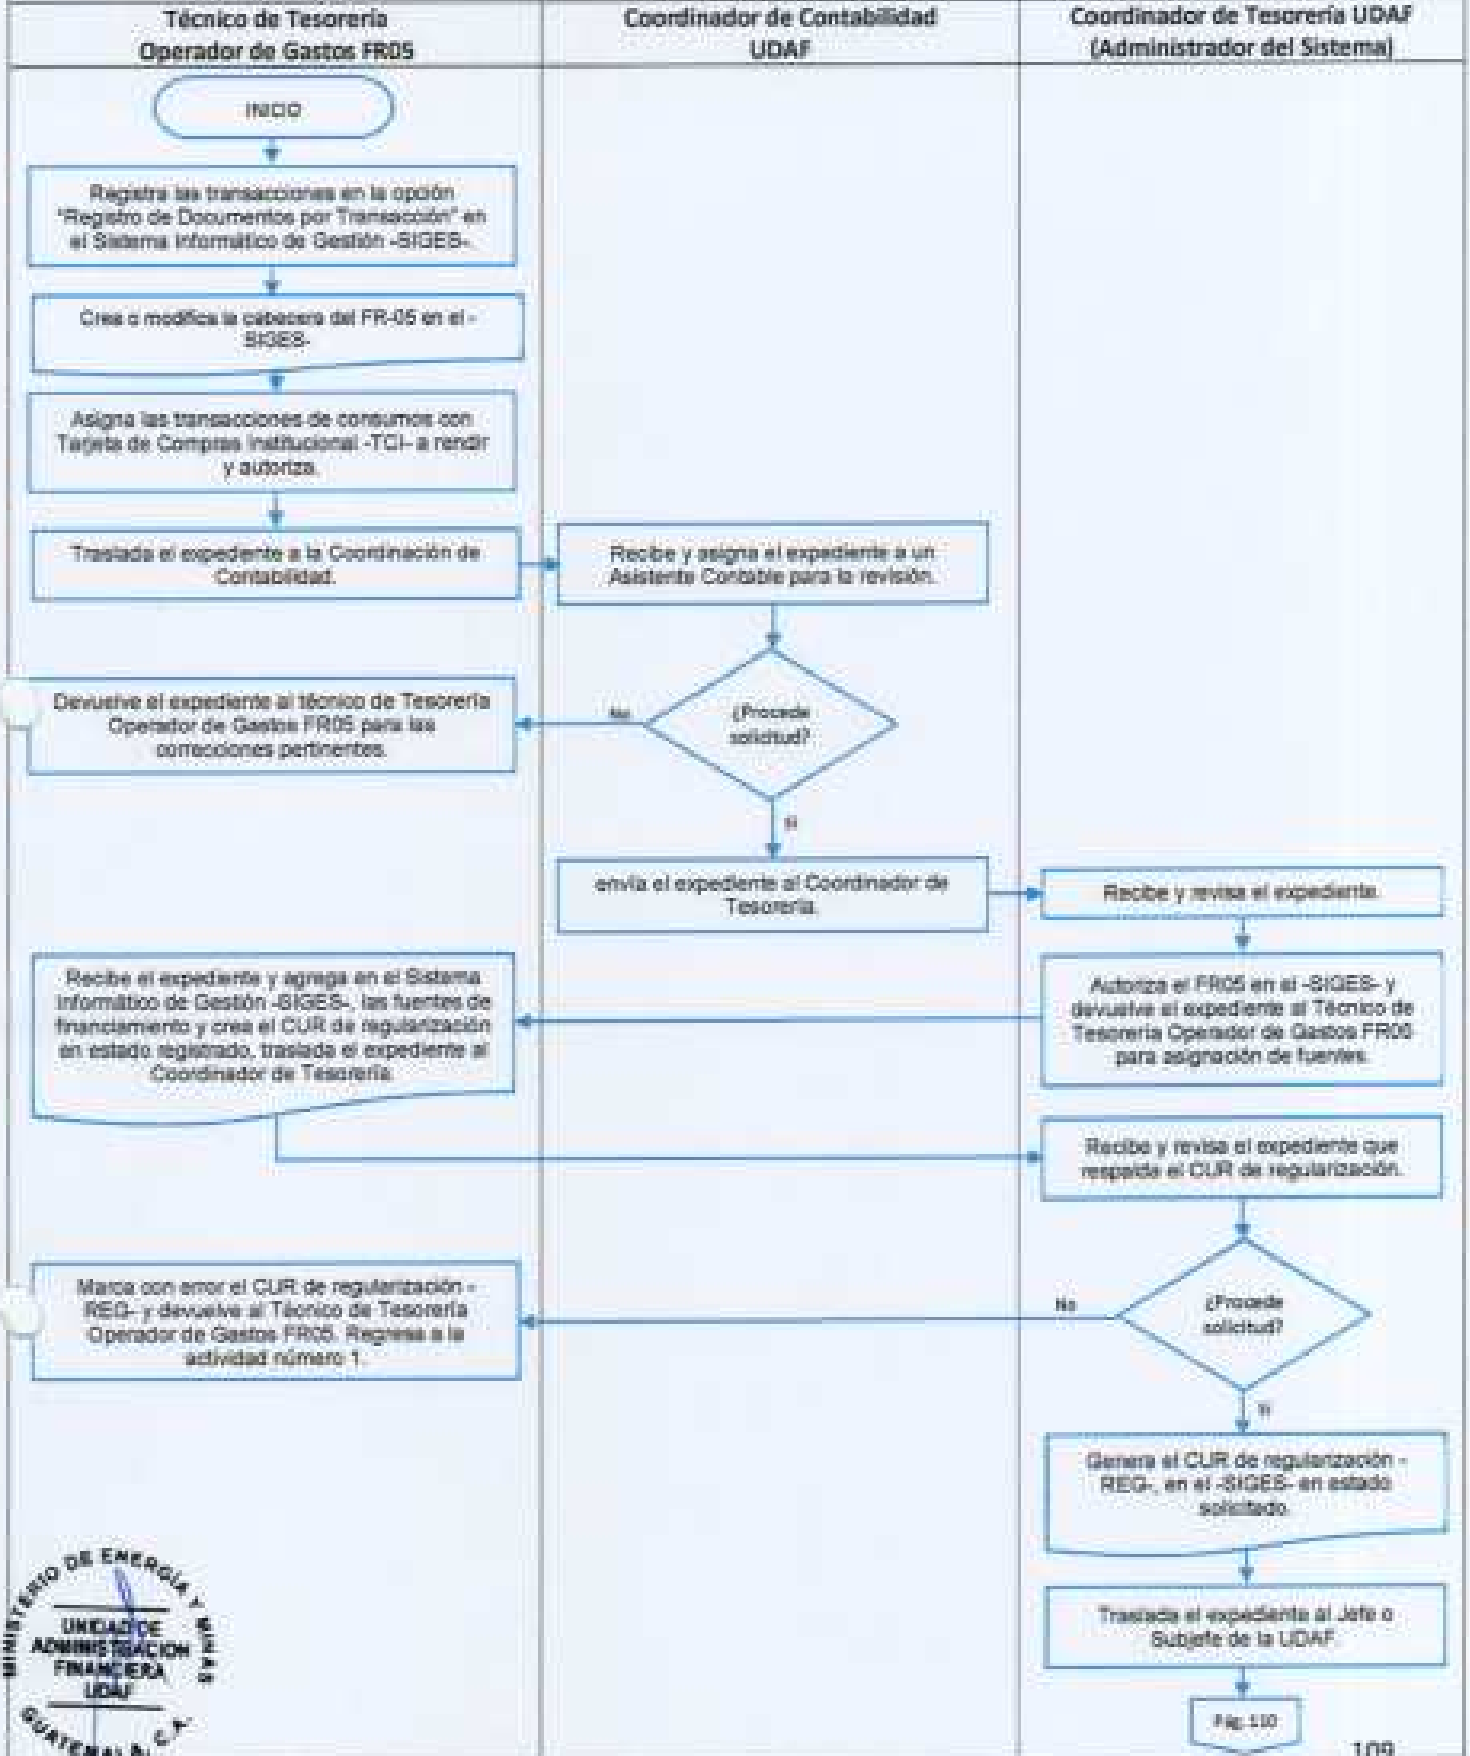 Técnico de Tesorería
Operador de Gastos FR05
Coordinador de Contabilidad
UDAF
Coordinador de Tesorería UDAF
(Administrador del Sistema)
INICIO
Registra las transacciones en la opción
"Registro de Documentos por Transacción" en
el Sistema Informático de Gestión -SIGES-.
Crea o modifica la cabecera del FR-05 en el -
SIGES-
Asigna las transacciones de consumos con
Tarjeta de Compras Institucional -TCI- a rendir
y autoriza.
Traslada el expediente a la Coordinación de
Contabilidad.
Recibe y asigna el expediente a un
Asistente Contable para la revisión.
¿Procede
solicitud?
No
Devuelve el expediente al técnico de Tesorería
Operador de Gastos FR05 para las
correcciones pertinentes.
Si
envía el expediente al Coordinador de
Tesorería.
Recibe y revisa el expediente.
Autoriza el FR05 en el -SIGES- y
devuelve el expediente al Técnico de
Tesorería Operador de Gastos FR05
para asignación de fuentes.
Recibe el expediente y agrega en el Sistema
Informático de Gestión -SIGES-, las fuentes de
financiamiento y crea el CUR de regularización
en estado registrado, traslada el expediente al
Coordinador de Tesorería.
Recibe y revisa el expediente que
respalda el CUR de regularización.
¿Procede
solicitud?
No
Marca con error el CUR de regularización -
REG- y devuelve al Técnico de Tesorería
Operador de Gastos FR05. Regresa a la
actividad número 1.
Si
Genera el CUR de regularización -
REG-, en el -SIGES- en estado
solicitado.
Traslada el expediente al Jefe o
Subjefe de la UDAF.
Pág. 110
109
MINISTERIO DE ENERGÍA Y MINAS
UNIDAD DE
ADMINISTRACION
FINANCIERA
UDAF
GUATEMALA, C.A.